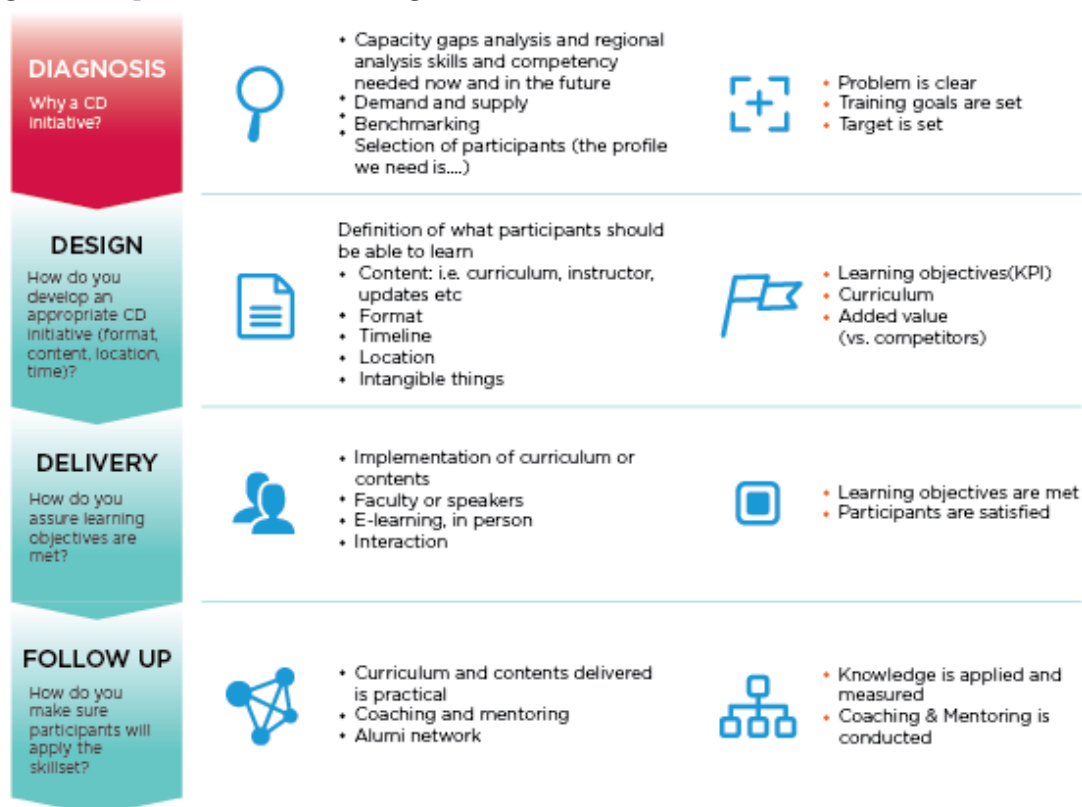 DIAGNOSIS
Why a CD
initiative?
• Capacity gaps analysis and regional
analysis skills and competency
needed now and in the future
• Demand and supply
• Benchmarking
• Selection of participants (the profile
we need is....)
• Problem is clear
• Training goals are set
• Target is set
DESIGN
How do you
develop an
appropriate CD
initiative (format,
content, location,
time)?
Definition of what participants should
be able to learn
• Content: i.e. curriculum, instructor,
updates etc
• Format
• Timeline
• Location
• Intangible things
• Learning objectives(KPI)
• Curriculum
• Added value
(vs. competitors)
DELIVERY
How do you
assure learning
objectives are
met?
• Implementation of curriculum or
contents
• Faculty or speakers
• E-learning, in person
• Interaction
• Learning objectives are met
• Participants are satisfied
FOLLOW UP
How do you
make sure
participants will
apply the
skillset?
• Curriculum and contents delivered
is practical
• Coaching and mentoring
• Alumi network
• Knowledge is applied and
measured
• Coaching & Mentoring is
conducted